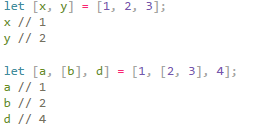 let [x, y] = [1, 2, 3];
x // 1
y // 2
let [a, [b], d] = [1, [2, 3], 4];
a // 1
b // 2
d // 4